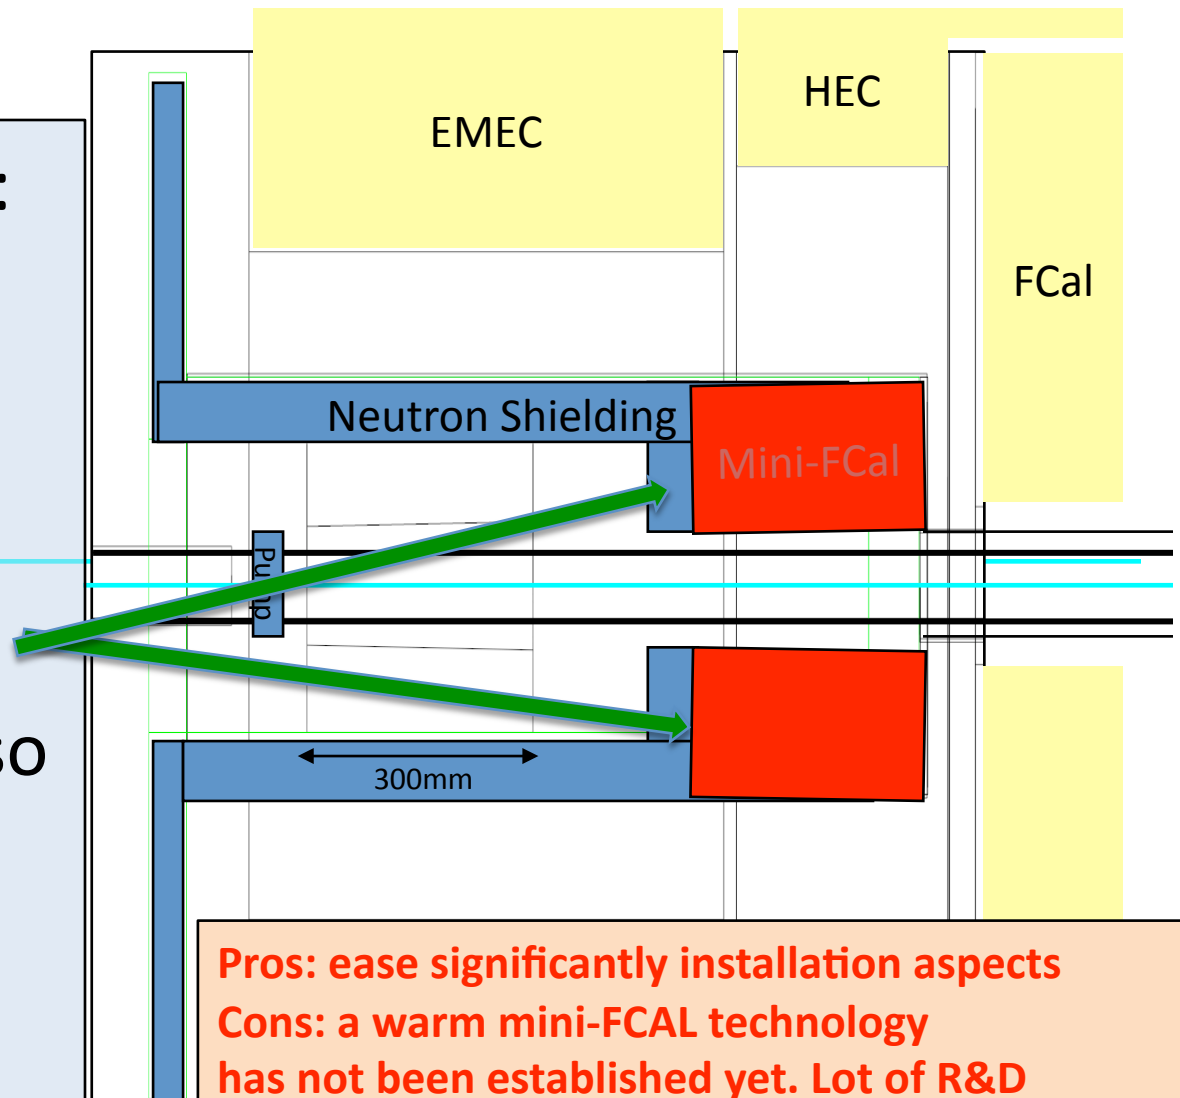 HEC
EMEC
:
FCal
Neutron Shielding
Mini-FCal
Pump
so
300mm
Pros: ease significantly installation aspects
Cons: a warm mini-FCAL technology
has not been established yet. Lot of R&D